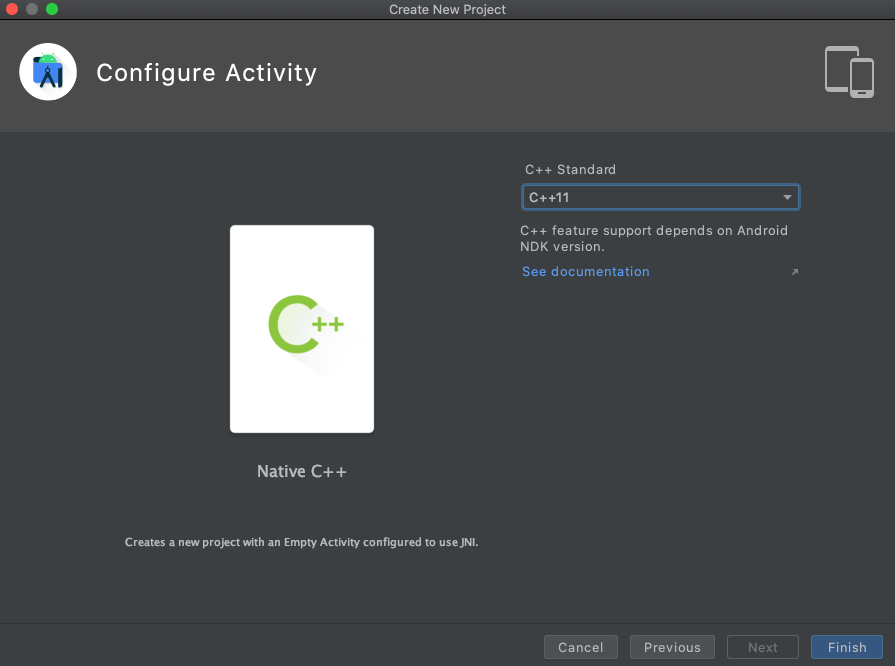 Create New Project
Configure Activity
C++ Standard
C++11
C++ feature support depends on Android
NDK version.
See documentation
C++
Native C++
Creates a new project with an Empty Activity configured to use JNI.
Cancel
Previous
Next
Finish